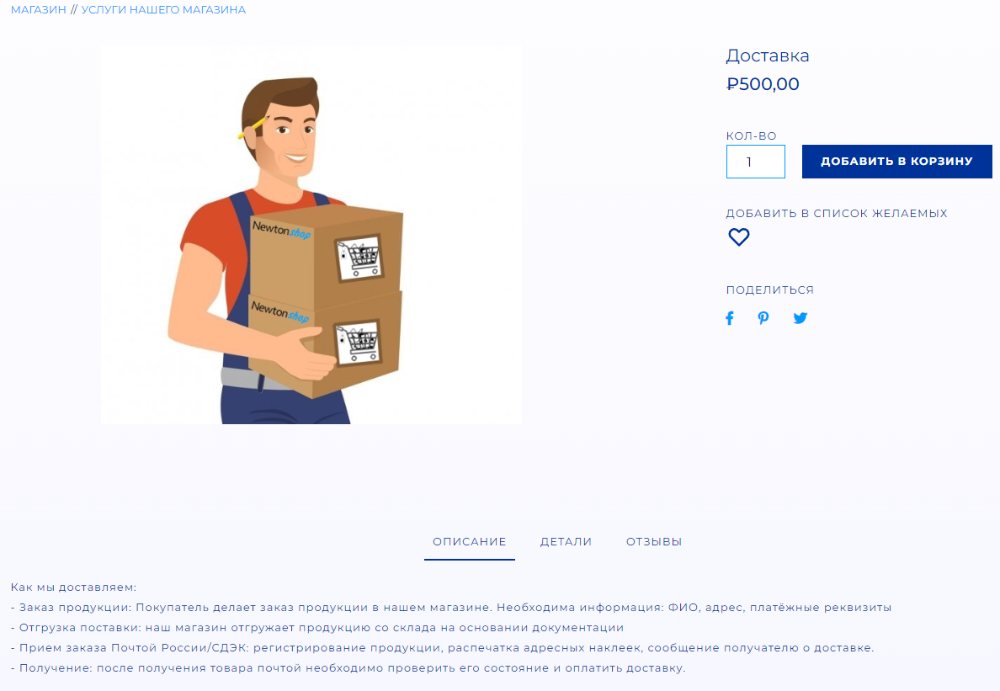 МАГАЗИН // УСЛУГИ НАШЕГО МАГАЗИНА
Доставка
₽500,00
КОЛ-ВО
1
ДОБАВИТЬ В КОРЗИНУ
ДОБАВИТЬ В СПИСОК ЖЕЛАЕМЫХ
ПОДЕЛИТЬСЯ
Newtonshop
Newtonshop
ОПИСАНИЕ ДЕТАЛИ ОТЗЫВЫ
Как мы доставляем:
- Заказ продукции: Покупатель делает заказ продукции в нашем магазине. Необходима информация: ФИО, адрес, платёжные реквизиты
- Отгрузка поставки: наш магазин отгружает продукцию со склада на основании документации
- Прием заказа Почтой России/СДЭК: регистрирование продукции, распечатка адресных наклеек, сообщение получателю о доставке.
- Получение: после получения товара почтой необходимо проверить его состояние и оплатить доставку.